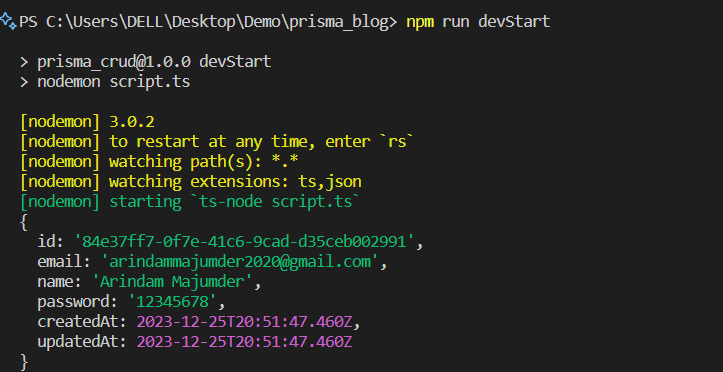 PS C:\Users\DELL\Desktop\Demo\prisma_blog> npm run devStart
> prisma_crud@1.0.0 devStart
> nodemon script.ts
[nodemon] 3.0.2
[nodemon] to restart at any time, enter `rs`
[nodemon] watching path(s): *.*
[nodemon] watching extensions: ts,json
[nodemon] starting `ts-node script.ts`
{
  id: '84e37ff7-0f7e-41c6-9cad-d35ceb002991',
  email: 'arindammajumder2020@gmail.com',
  name: 'Arindam Majumder',
  password: '12345678',
  createdAt: 2023-12-25T20:51:47.460Z,
  updatedAt: 2023-12-25T20:51:47.460Z
}